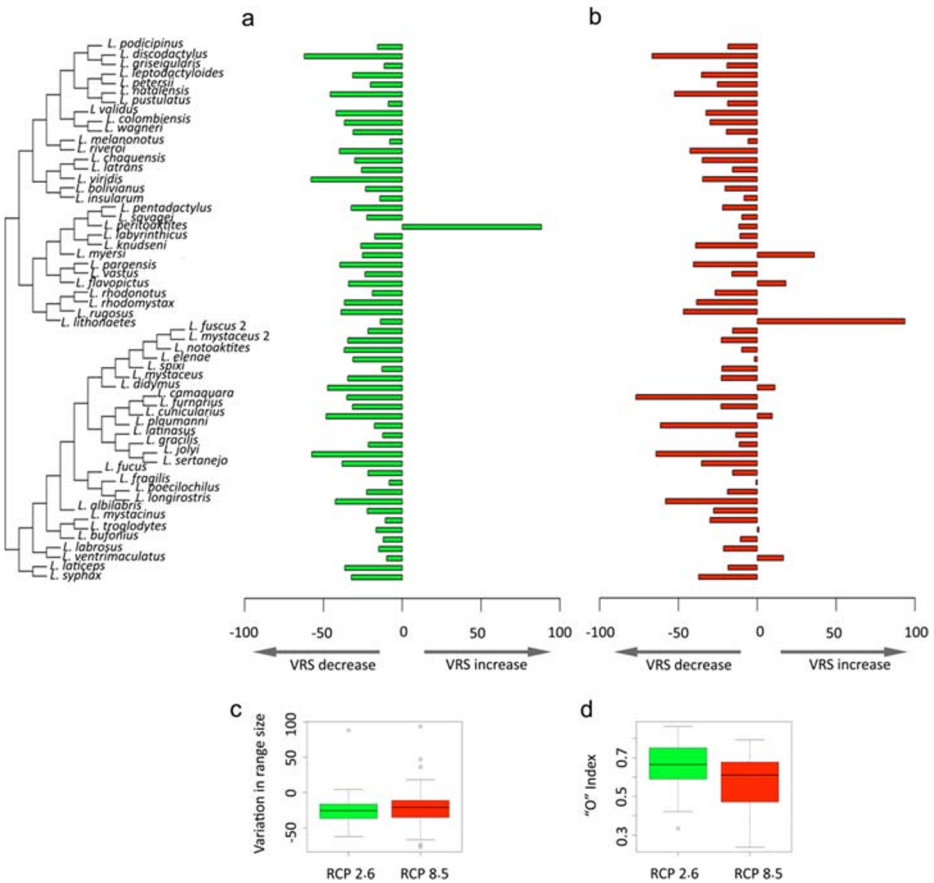 a
b
L. podicipinus
L. discodactylus
L. griseigularis
L. leptodactyloides
L. petersii
L. natalensis
L. pustulatus
L validus
L. colombiensis
L. wagneri
L. melanonotus
L. riveroi
L. chaquensis
L. latrans
L. viridis
L. bolivianus
L. insularum
L. pentadactylus
L. savagei
L. peritoaktites
L. labyrinthicus
L. knudseni
L. myersi
L. paraensis
L. vastus
L. flavopictus
L. rhodonotus
L. rhodomystax
L. rugosus
L. lithonaetes
L. fuscus 2
L. mystaceus 2
L. notoaktites
L. elenae
L. spixi
L. mystaceus
L. didymus
L. camaquara
L. furnarius
L. cunicularius
L. plaumanni
L. latinasus
L. gracilis
L. jolyi
L. sertanejo
L. fucus
L. fragilis
L. poecilochilus
L. longirostris
L. albilabris
L. mystacinus
L. troglodytes
L. bufonius
L. labrosus
L. ventrimaculatus
L. laticeps
L. syphax
-100 -50 0 50 100
-100 -50 0 50 100
VRS decrease VRS increase
VRS decrease VRS increase
c
d
Variation in range size
100
50
0
-50
RCP 2.6 RCP 8.5
"O" Index
0.7
0.5
0.3
RCP 2.6 RCP 8.5